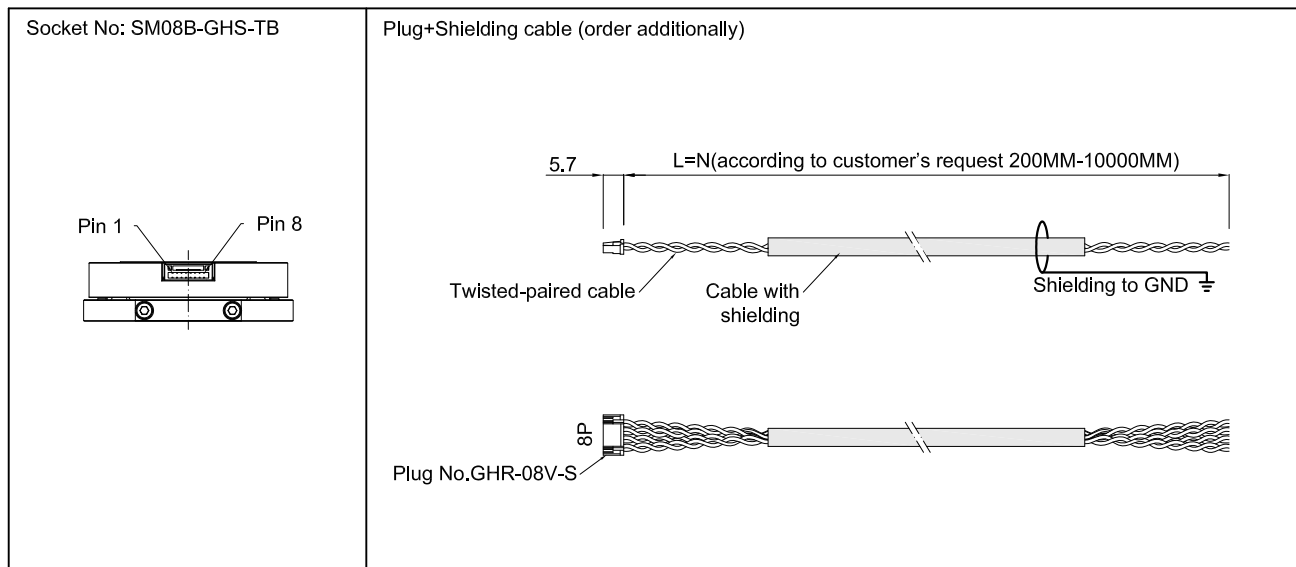 Socket No: SM08B-GHS-TB
Plug+Shielding cable (order additionally)
5.7
L=N(according to customer's request 200MM-10000MM)
Pin 1
Pin 8
Twisted-paired cable
Cable with
shielding
Shielding to GND
8P
Plug No.GHR-08V-S